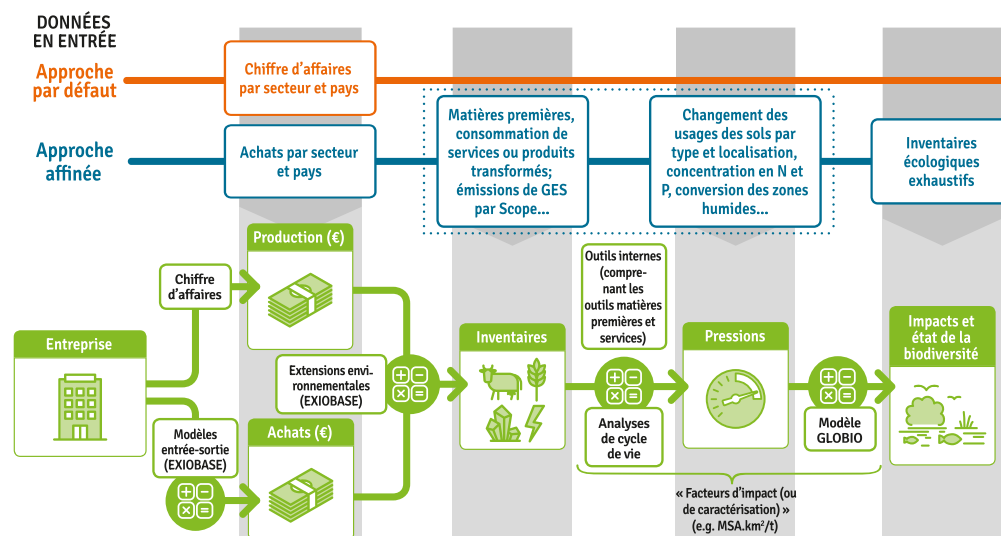 DONNÉES
EN ENTRÉE
Approche
par défaut
Chiffre d'affaires
par secteur et pays
Approche
affinée
Achats par secteur
et pays
Matières premières,
consommation de
services ou produits
transformés;
émissions de GES
par Scope...
Changement des
usages des sols par
type et localisation,
concentration en N et
P, conversion des zones
humides...
Inventaires
écologiques
exhaustifs
Entreprise
Chiffre
d'affaires
Modèles
entrée-sortie
(EXIOBASE)
Production (€)
Achats (€)
Extensions envi-
ronnementales
(EXIOBASE)
Inventaires
Outils internes
(compre-
nant les
outils matières
premières et
services)
Analyses
de cycle
de vie
Pressions
Modèle
GLOBIO
« Facteurs d'impact (ou
de caractérisation) »
(e.g. MSA.km²/t)
Impacts et
état de la
biodiversité